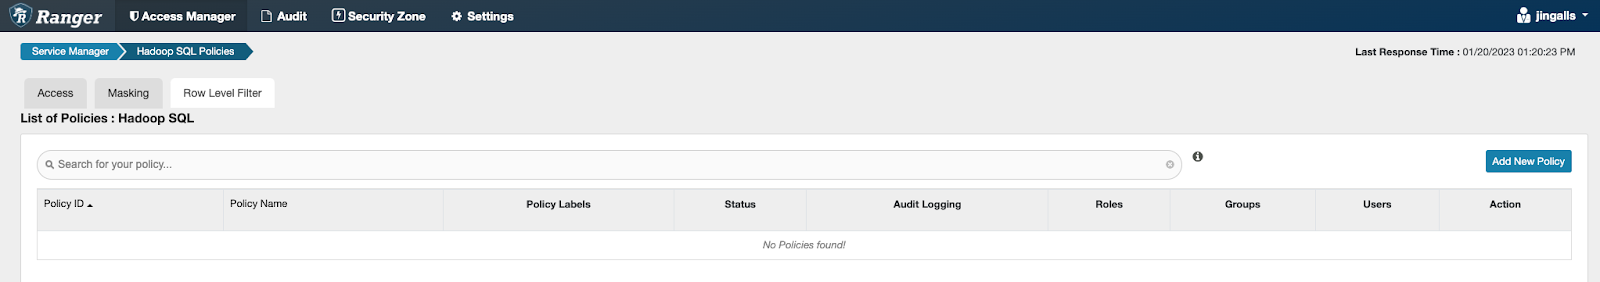 Ranger Access Manager Audit Security Zone Settings jingalls
Service Manager Hadoop SQL Policies Last Response Time : 01/20/2023 01:20:23 PM
Access Masking Row Level Filter
List of Policies : Hadoop SQL
Search for your policy... Add New Policy
Policy ID Policy Name Policy Labels Status Audit Logging Roles Groups Users Action
No Policies found!